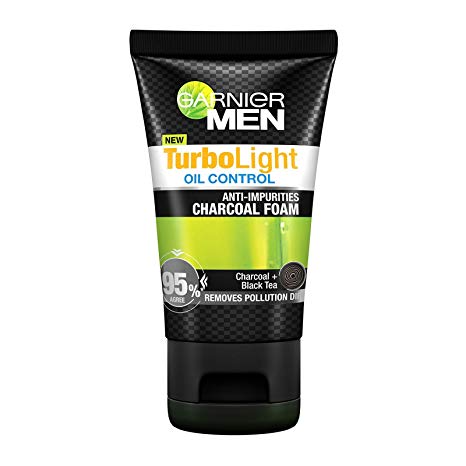 GARNIER
MEN
NEW
TurboLight
OIL CONTROL
ANTI-IMPURITIES
CHARCOAL FOAM
Charcoal +
Black Tea
95%
AGREE
REMOVES POLLUTION